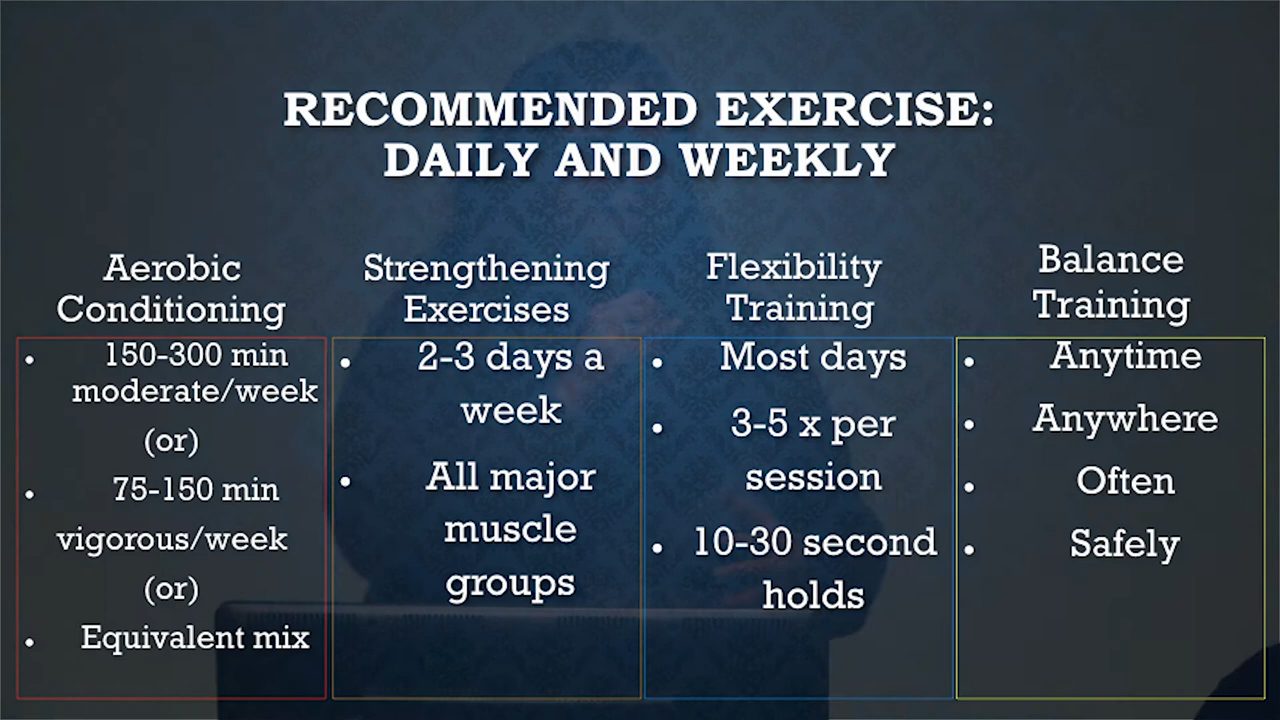 RECOMMENDED EXERCISE:
DAILY AND WEEKLY
Aerobic
Conditioning
• 150-300 min
moderate/week
(or)
• 75-150 min
vigorous/week
(or)
• Equivalent mix
Strengthening
Exercises
• 2-3 days a
week
• All major
muscle
groups
Flexibility
Training
• Most days
• 3-5 x per
session
• 10-30 second
holds
Balance
Training
• Anytime
• Anywhere
• Often
• Safely